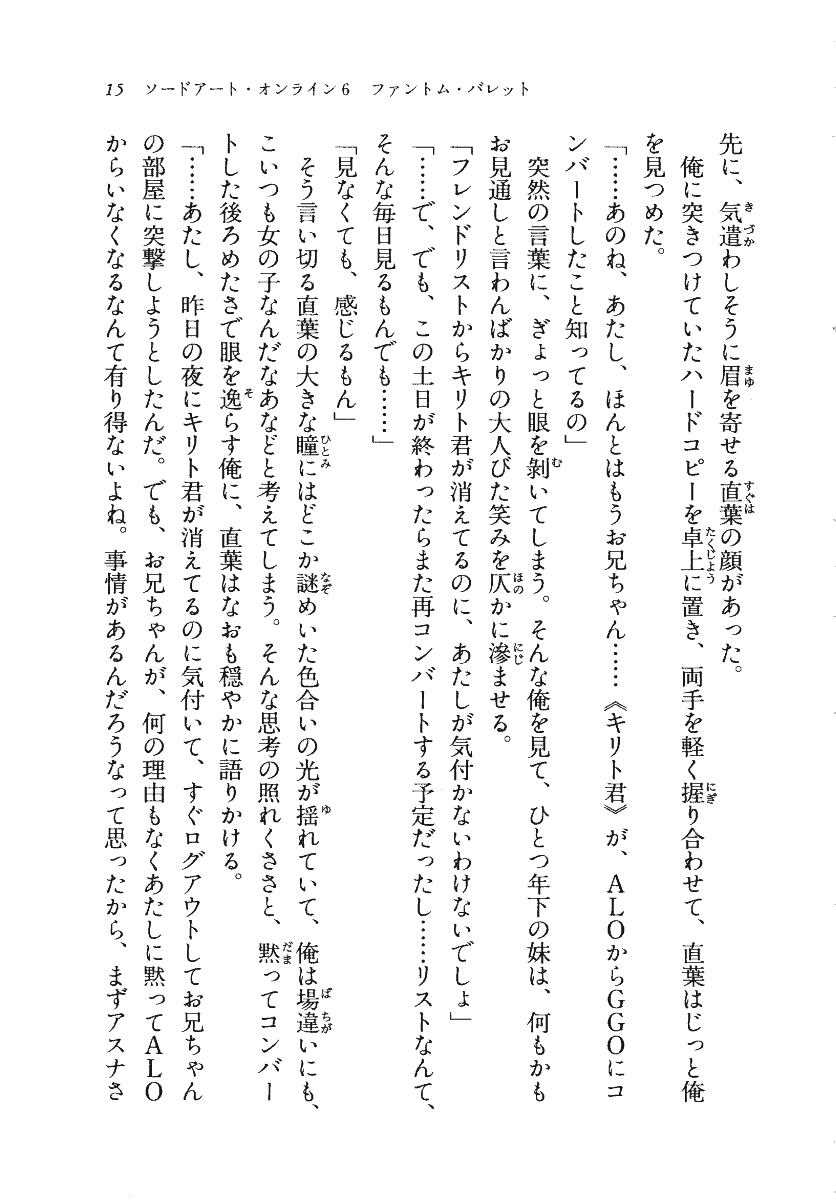 15　ソードアート・オンライン6　ファントム・バレット
先に、気遣わしそうに眉を寄せる直葉の顔があった。
　俺に突きつけていたハードコピーを卓上に置き、両手を軽く握り合わせて、直葉はじっと俺
を見つめた。
「……あのね、あたし、ほんとはもうお兄ちゃん……《キリト君》が、ＡＬＯからＧＧＯにコ
ンバートしたこと知ってるの」
　突然の言葉に、ぎょっと眼を剝いてしまう。そんな俺を見て、ひとつ年下の妹は、何もかも
お見通しと言わんばかりの大人びた笑みを仄かに滲ませる。
「フレンドリストからキリト君が消えてるのに、あたしが気付かないわけないでしょ」
「……で、でも、この土日が終わったらまた再コンバートする予定だったし……リストなんて、
そんな毎日見るもんでも……」
「見なくても、感じるもん」
　そう言い切る直葉の大きな瞳にはどこか謎めいた色合いの光が揺れていて、俺は場違いにも、
こいつも女の子なんだなあなどと考えてしまう。そんな思考の照れくささと、黙ってコンバー
トした後ろめたさで眼を逸らす俺に、直葉はなおも穏やかに語りかける。
「……あたし、昨日の夜にキリト君が消えてるのに気付いて、すぐログアウトしてお兄ちゃん
の部屋に突撃しようとしたんだ。でも、お兄ちゃんが、何の理由もなくあたしに黙ってＡＬＯ
からいなくなるなんて有り得ないよね。事情があるんだろうなって思ったから、まずアスナさ